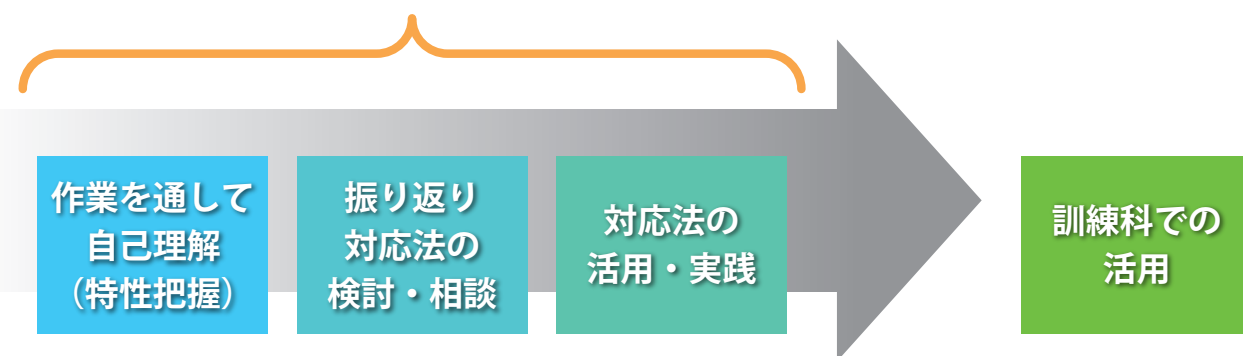 作業を通して
自己理解
（特性把握）
振り返り
対応法の
検討・相談
対応法の
活用・実践
訓練科での
活用